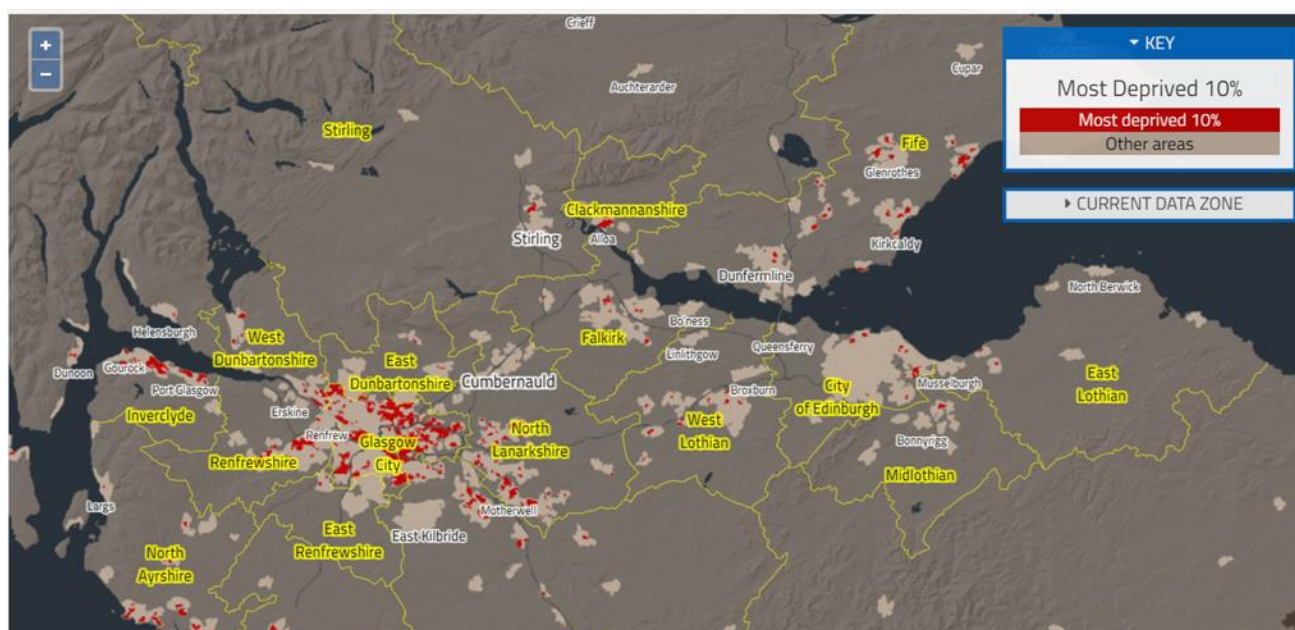 Crieff
+
−
KEY
Cupar
Auchterarder
Most Deprived 10%
Most deprived 10%
Other areas
Stirling
Fife
Glenrothes
CURRENT DATA ZONE
Clackmannanshire
Stirling
Alloa
Kirkcaldy
Dunfermline
North Berwick
Helensburgh
West
Dunbartonshire
Bo'ness
Falkirk
Linlithgow
Queensferry
Dunoon
Gourock
East
Dunbartonshire
Cumbernauld
Port Glasgow
Erskine
Broxburn
Musselburgh
City
of Edinburgh
East
Lothian
Inverclyde
Renfrew
Glasgow
City
North
Lanarkshire
West
Lothian
Bonnyrigg
Renfrewshire
Midlothian
Largs
Motherwell
East
Renfrewshire
East Kilbride
North
Ayrshire